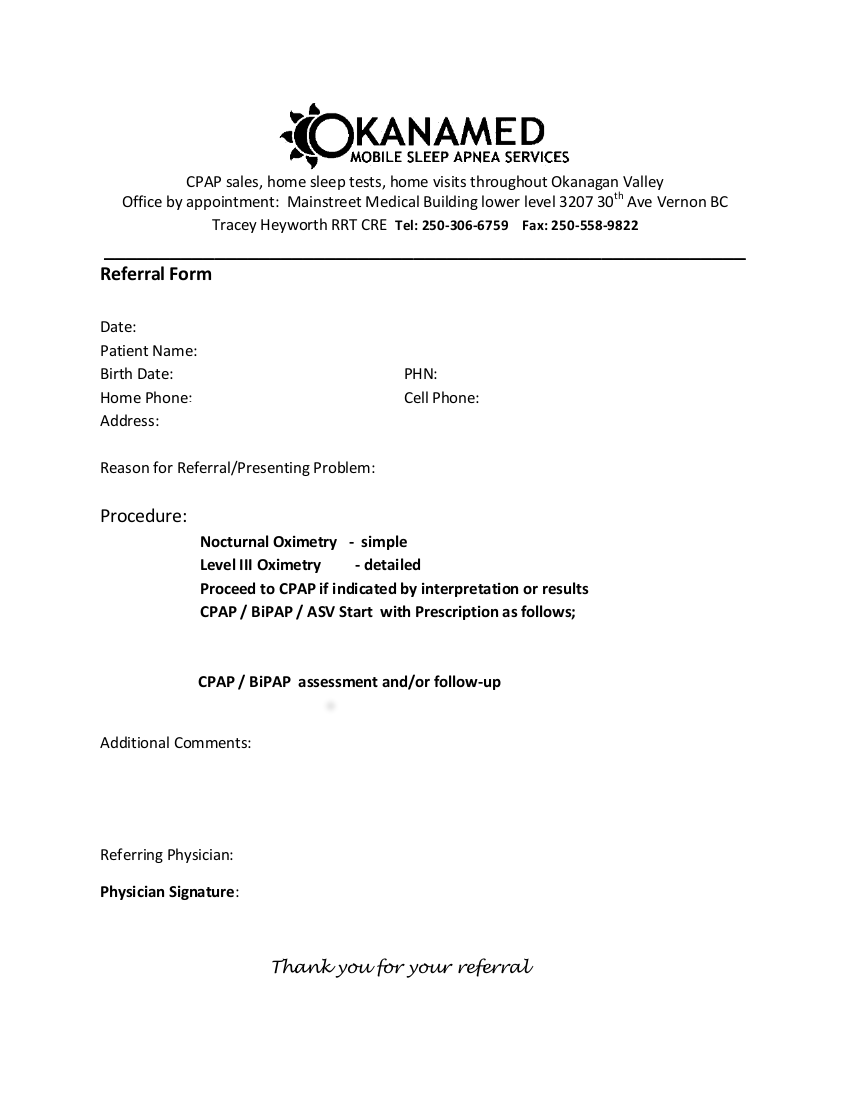 OKANAMED
MOBILE SLEEP APNEA SERVICES
CPAP sales, home sleep tests, home visits throughout Okanagan Valley
Office by appointment:  Mainstreet Medical Building lower level 3207 30th Ave Vernon BC
Tracey Heyworth RRT CRE  Tel: 250-306-6759   Fax: 250-558-9822
Referral Form
Date:
Patient Name:
Birth Date: PHN:
Home Phone: Cell Phone:
Address:
Reason for Referral/Presenting Problem:
Procedure:
Nocturnal Oximetry  - simple
Level III Oximetry  - detailed
Proceed to CPAP if indicated by interpretation or results
CPAP / BiPAP / ASV Start  with Prescription as follows;
CPAP / BiPAP  assessment and/or follow-up
Additional Comments:
Referring Physician:
Physician Signature:
Thank you for your referral